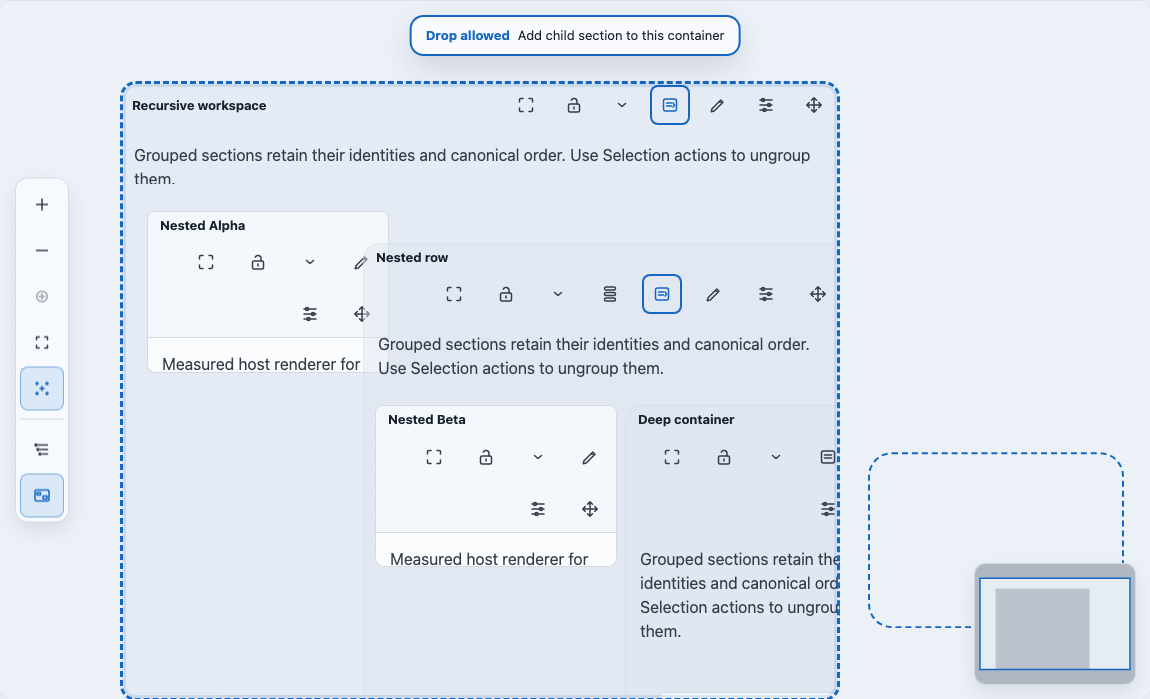 Drop allowed Add child section to this container
Recursive workspace
Grouped sections retain their identities and canonical order. Use Selection actions to ungroup
them.
Nested Alpha
Measured host renderer for
Nested row
Grouped sections retain their identities and canonical order.
Use Selection actions to ungroup them.
Nested Beta
Measured host renderer for
Deep container
Grouped sections retain the
identities and canonical ord
Selection actions to ungrou
them.